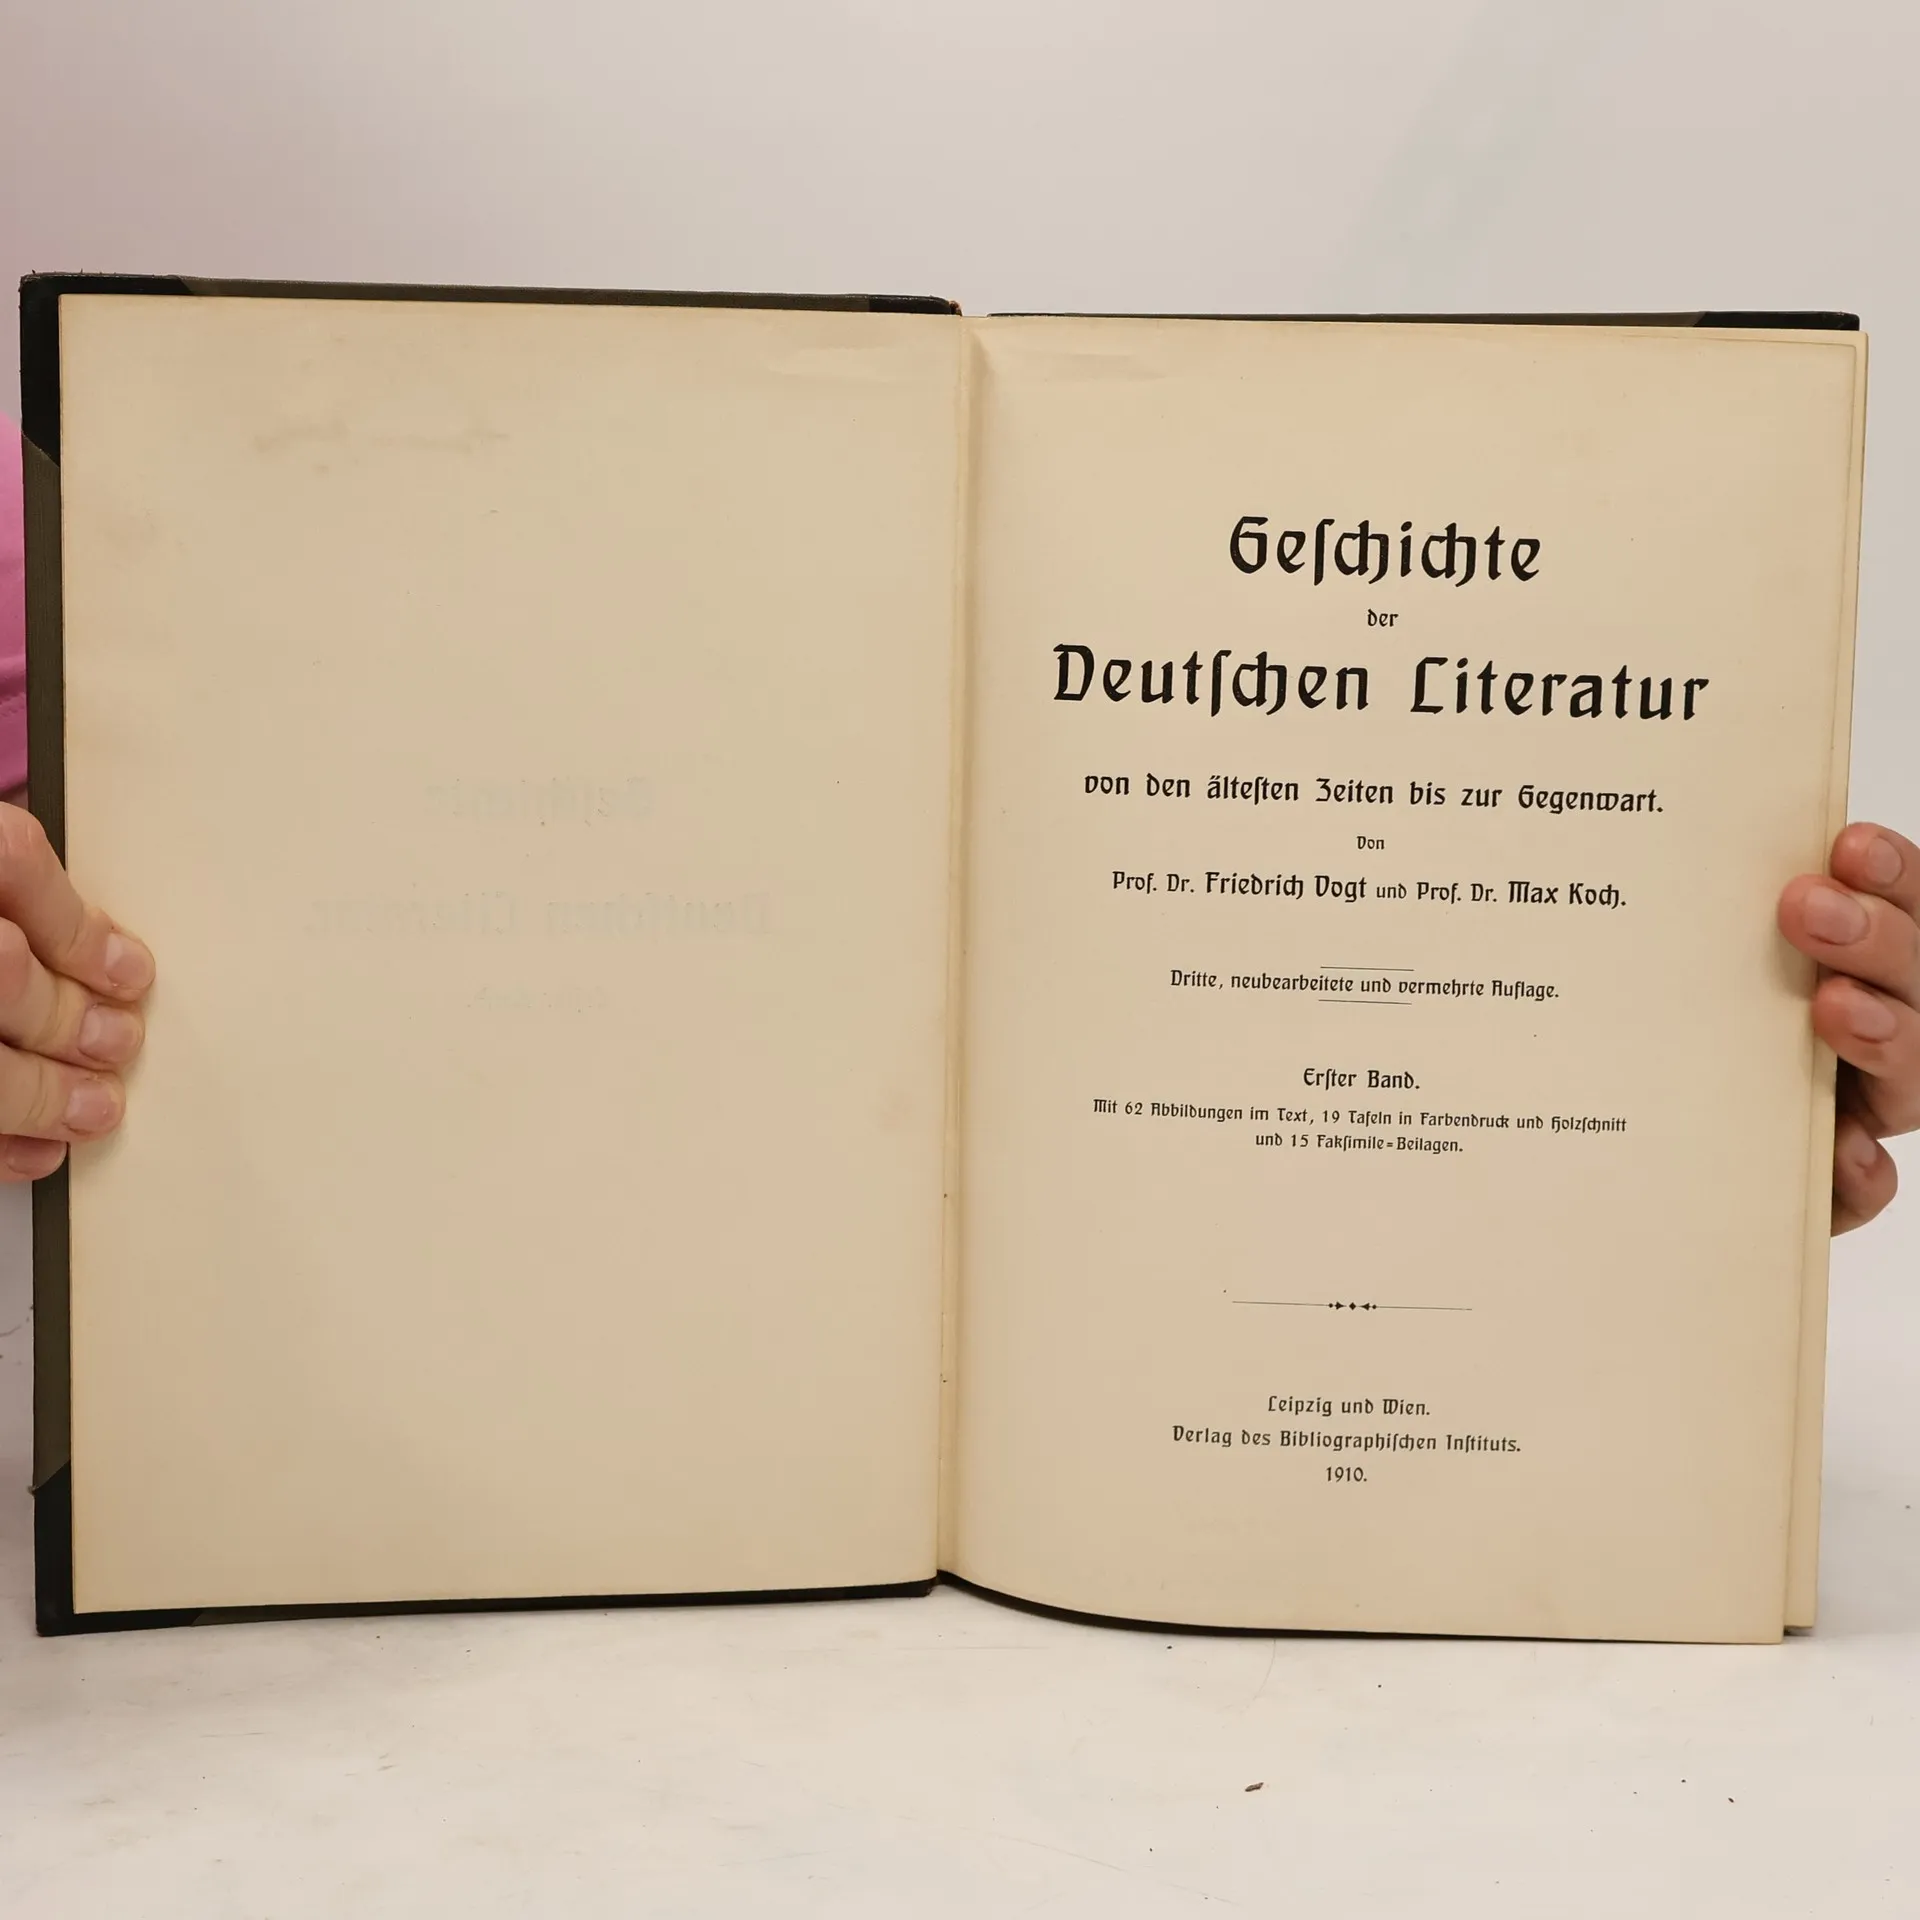 Geſchichte
der
Deutſchen Literatur
von den älteſten Zeiten bis zur Gegenwart.
Von
Prof. Dr. Friedrich Vogt und Prof. Dr. Max Koch.
Dritte, neubearbeitete und vermehrte Auflage.
Erſter Band.
Mit 62 Abbildungen im Text, 19 Tafeln in Farbendruck und Holzſchnitt
und 15 Fakſimile=Beilagen.
Leipzig und Wien.
Verlag des Bibliographiſchen Inſtituts.
1910.